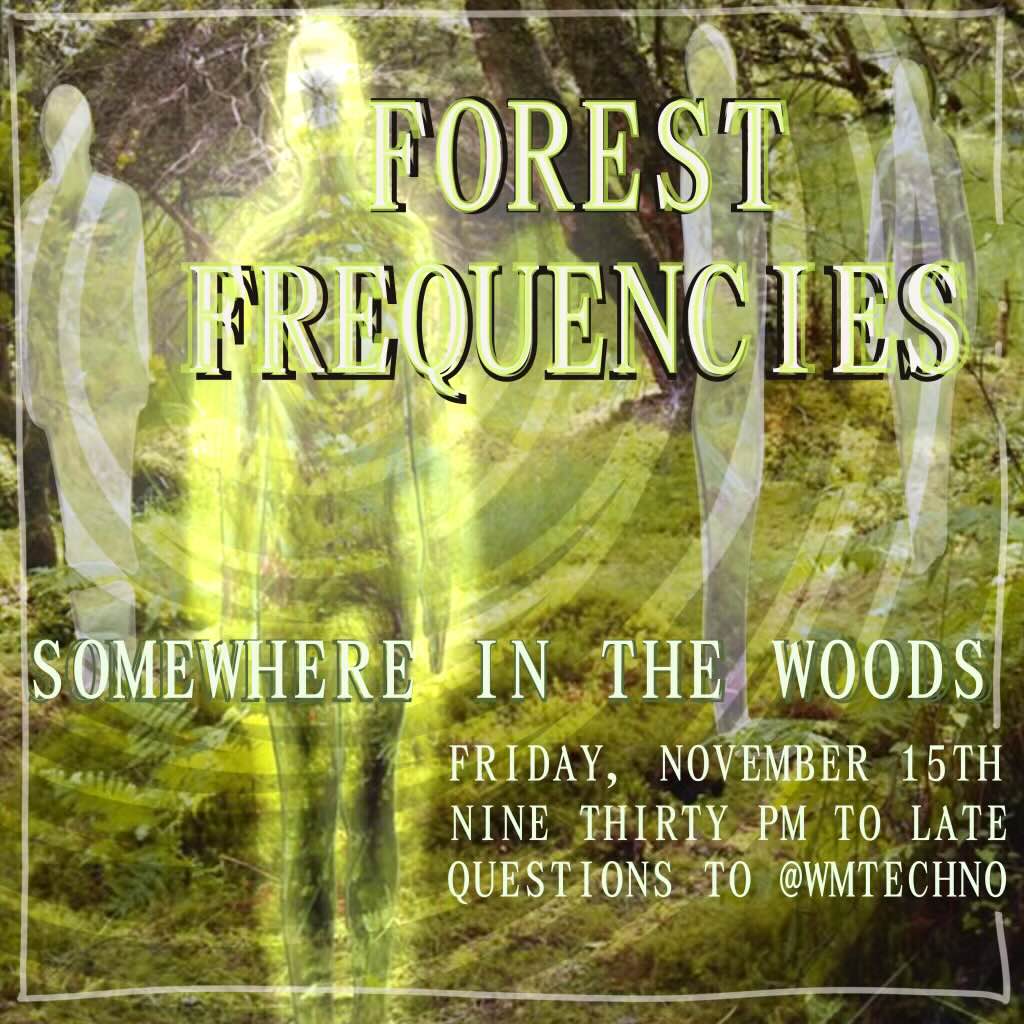 FOREST
FREQUENCIES
SOMEWHERE IN THE WOODS
FRIDAY, NOVEMBER 15TH
NINE THIRTY PM TO LATE
QUESTIONS TO @WMTECHNO